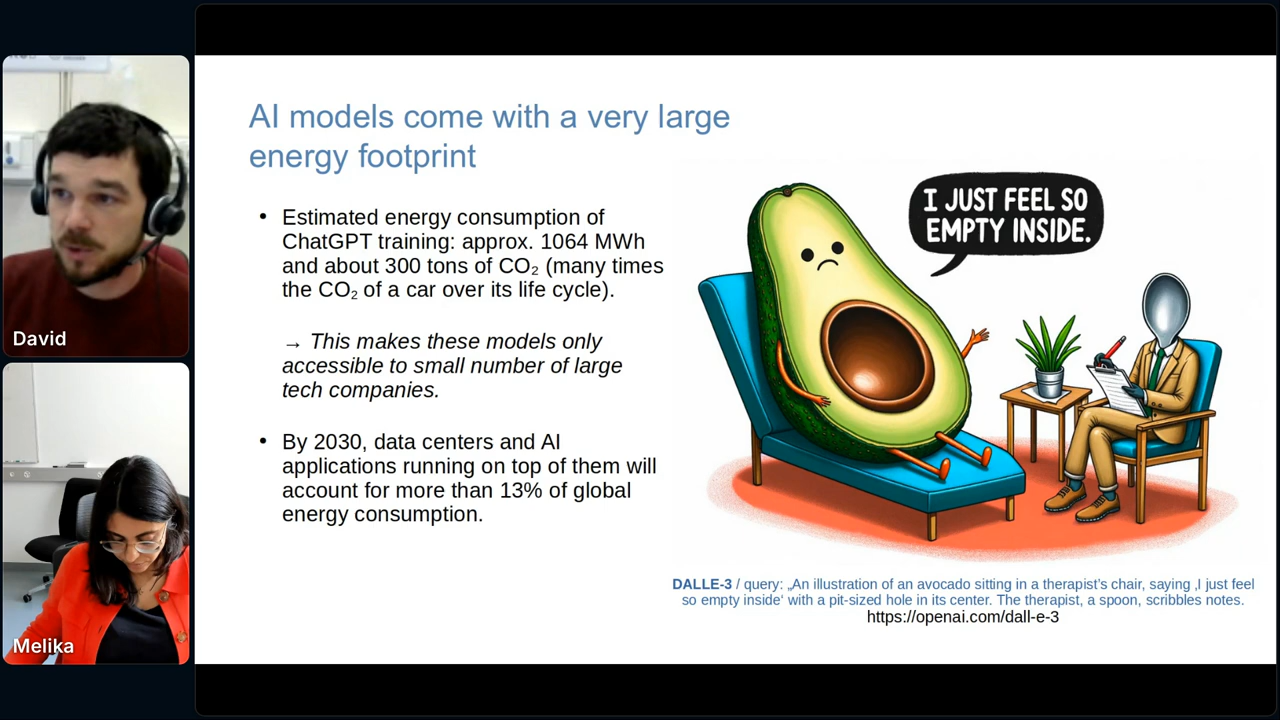 AI models come with a very large
energy footprint
• Estimated energy consumption of
ChatGPT training: approx. 1064 MWh
and about 300 tons of CO₂ (many times
the CO₂ of a car over its life cycle).
→ This makes these models only
accessible to small number of large
tech companies.
• By 2030, data centers and AI
applications running on top of them will
account for more than 13% of global
energy consumption.
I JUST FEEL SO
EMPTY INSIDE.
DALLE-3 / query: „An illustration of an avocado sitting in a therapist's chair, saying ‚I just feel
so empty inside‘ with a pit-sized hole in its center. The therapist, a spoon, scribbles notes.
https://openai.com/dall-e-3
David
Melika